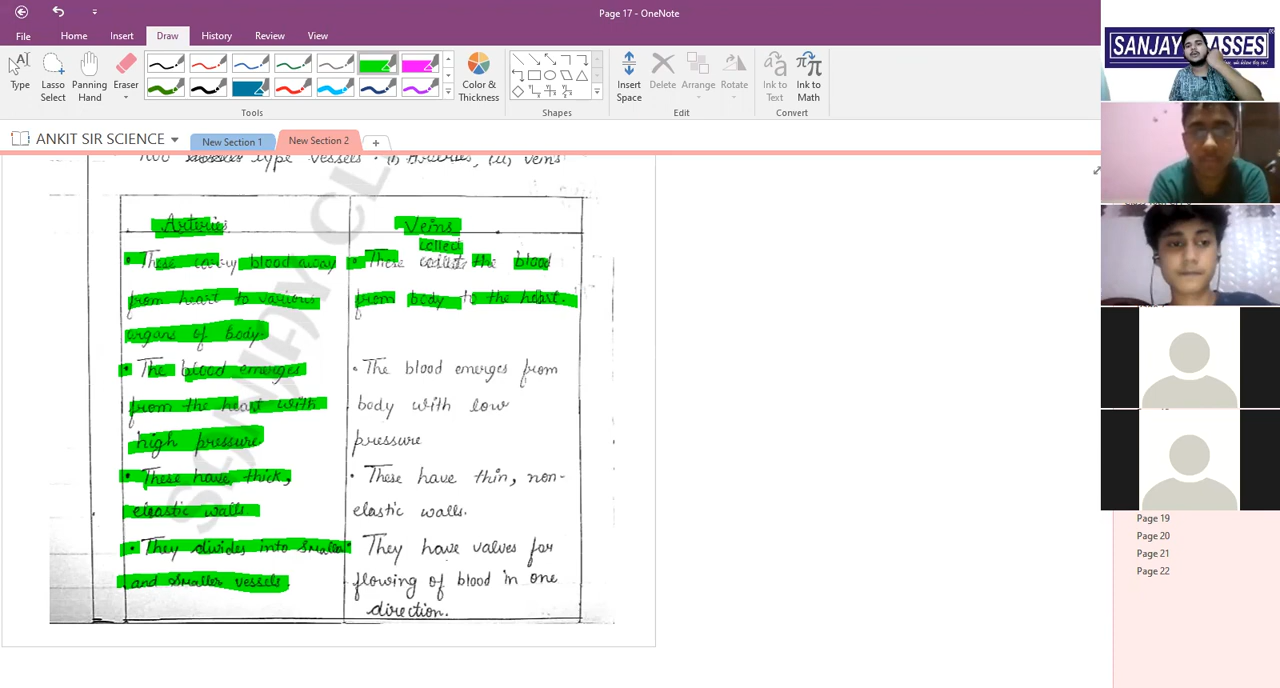 Page 17 - OneNote
File
Home
Insert
Draw
History
Review
View
Type
Lasso Select
Panning Hand
Eraser
Color & Thickness
Insert Space
Delete
Arrange
Rotate
Ink to Text
Ink to Math
Tools
Shapes
Edit
Convert
ANKIT SIR SCIENCE
New Section 1
New Section 2
type vessels
Arteries
• These carry blood away
from heart to various
organs of body.
• The blood emerges
from the heart with
high pressure
• These have thick,
elastic walls
• They divides into smaller
and smaller vessels.
Veins
collect
• These the blood
from body to the heart.
• The blood emerges from
body with low
pressure
• These have thin, non-
elastic walls.
• They have valves for
flowing of blood in one
direction.
SANJAY CL
SANJAY CLASSES
Page 19
Page 20
Page 21
Page 22